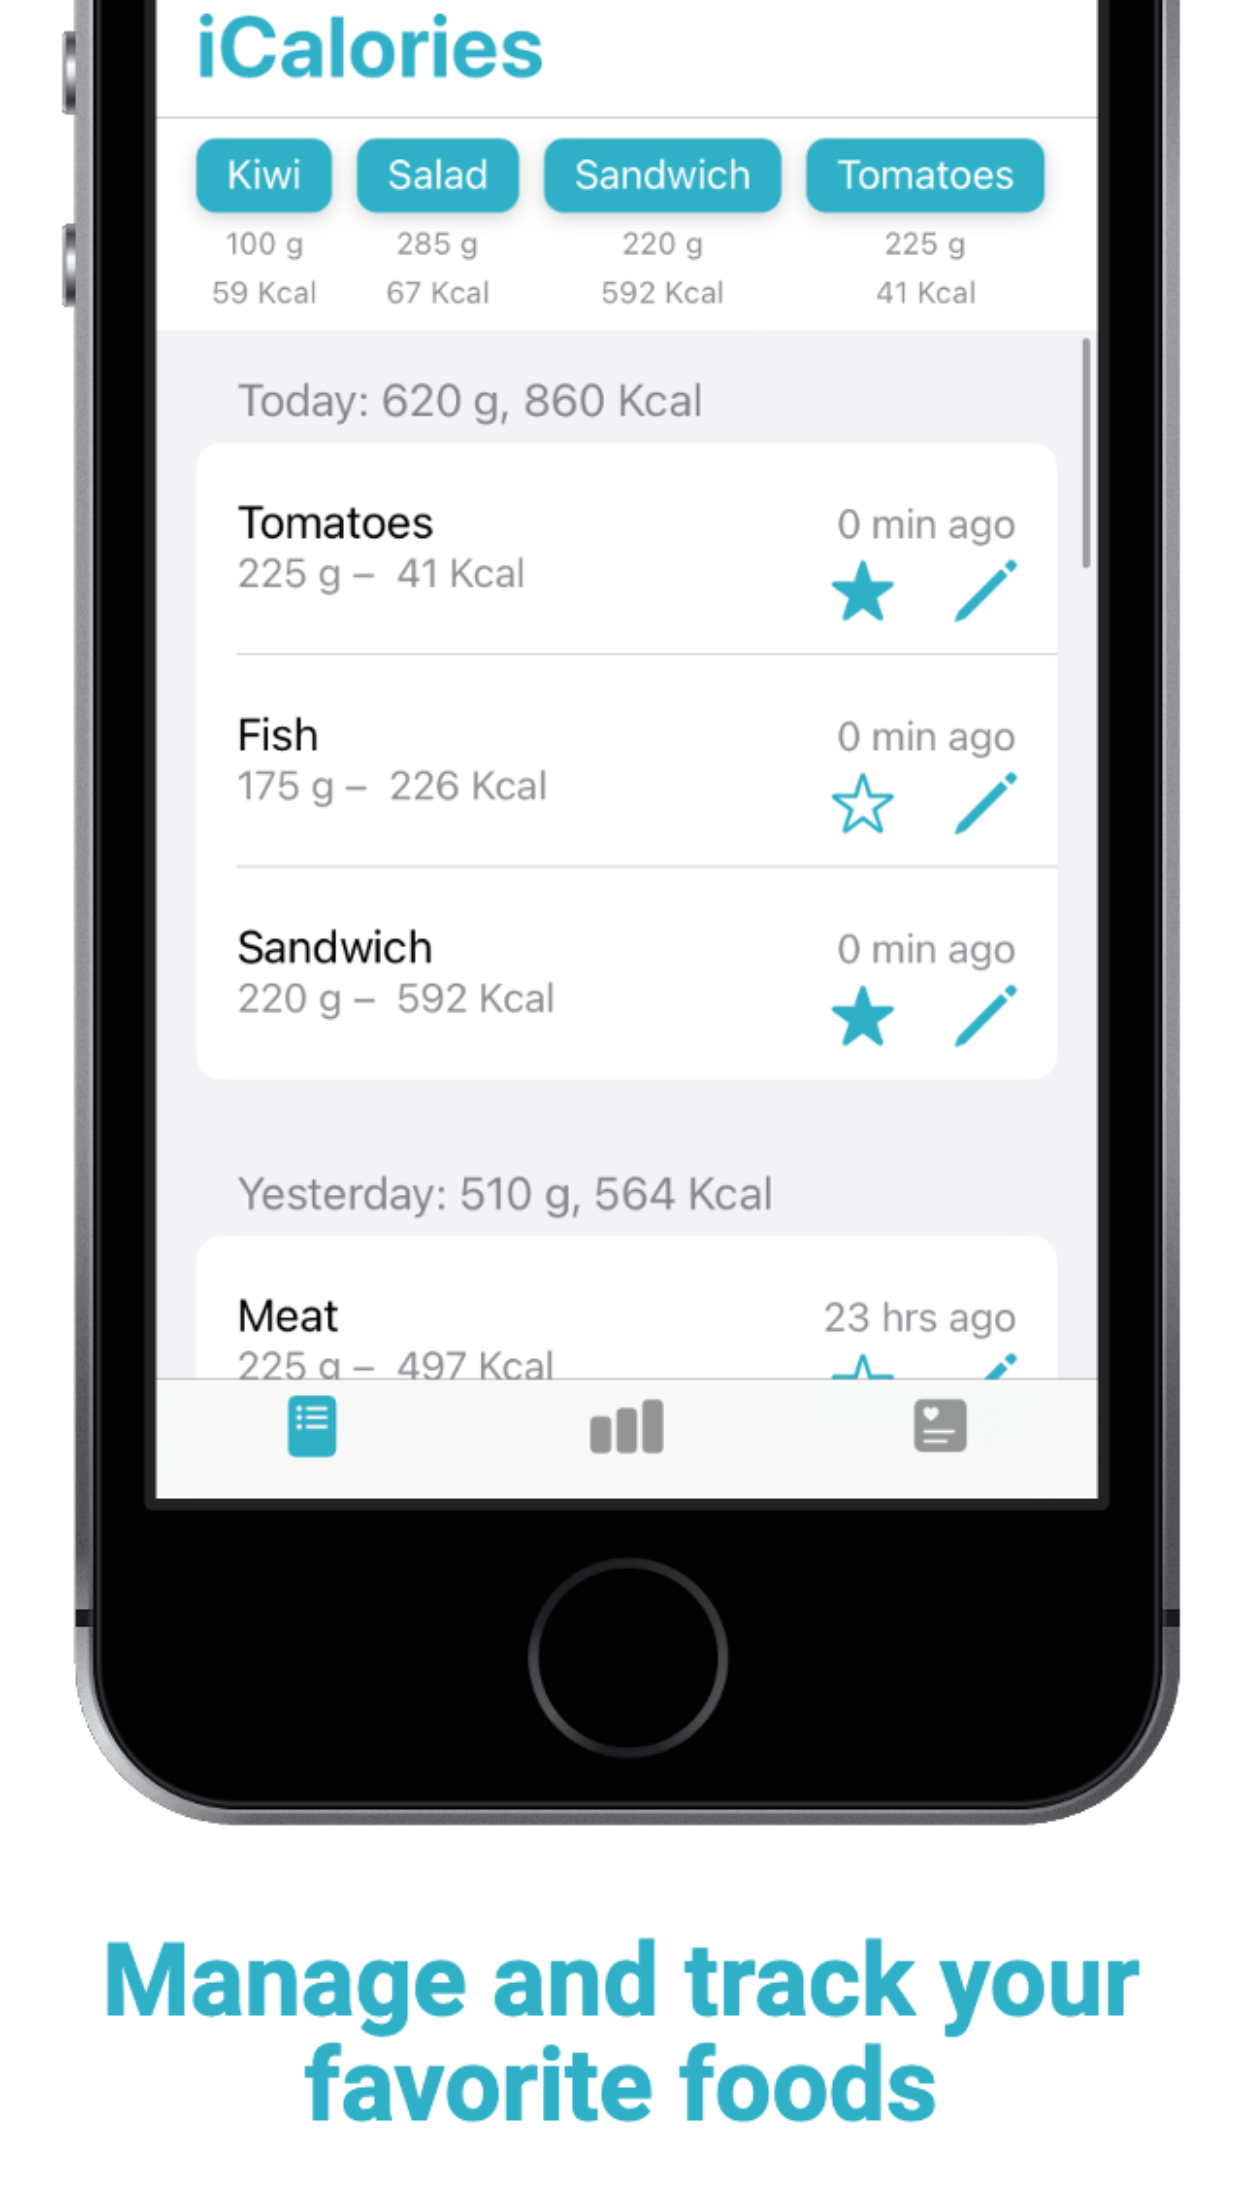 iCalories
Kiwi Salad Sandwich Tomatoes
100 g 285 g 220 g 225 g
59 Kcal 67 Kcal 592 Kcal 41 Kcal
Today: 620 g, 860 Kcal
Tomatoes 0 min ago
225 g – 41 Kcal
Fish 0 min ago
175 g – 226 Kcal
Sandwich 0 min ago
220 g – 592 Kcal
Yesterday: 510 g, 564 Kcal
Meat 23 hrs ago
225 g – 497 Kcal
Manage and track your
favorite foods